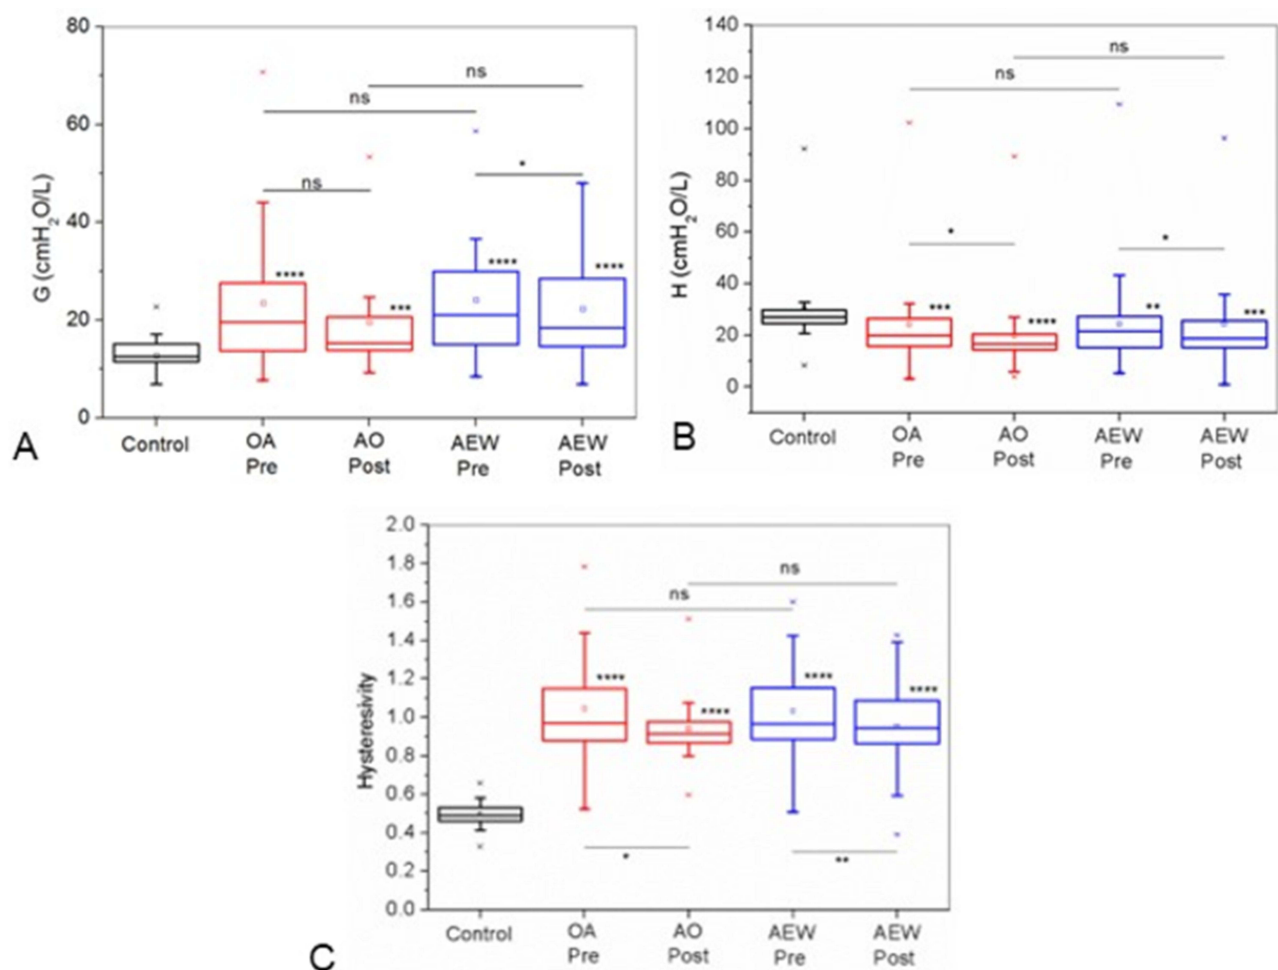 80
60
40
20
0
G (cmH2O/L)
ns
ns
ns
*
****
***
****
****
Control
OA
Pre
AO
Post
AEW
Pre
AEW
Post
A
140
120
100
80
60
40
20
0
H (cmH2O/L)
ns
ns
*
*
***
****
**
***
Control
OA
Pre
AO
Post
AEW
Pre
AEW
Post
B
2.0
1.8
1.6
1.4
1.2
1.0
0.8
0.6
0.4
0.2
0.0
Hysteresivity
ns
ns
****
****
****
****
*
**
Control
OA
Pre
AO
Post
AEW
Pre
AEW
Post
C